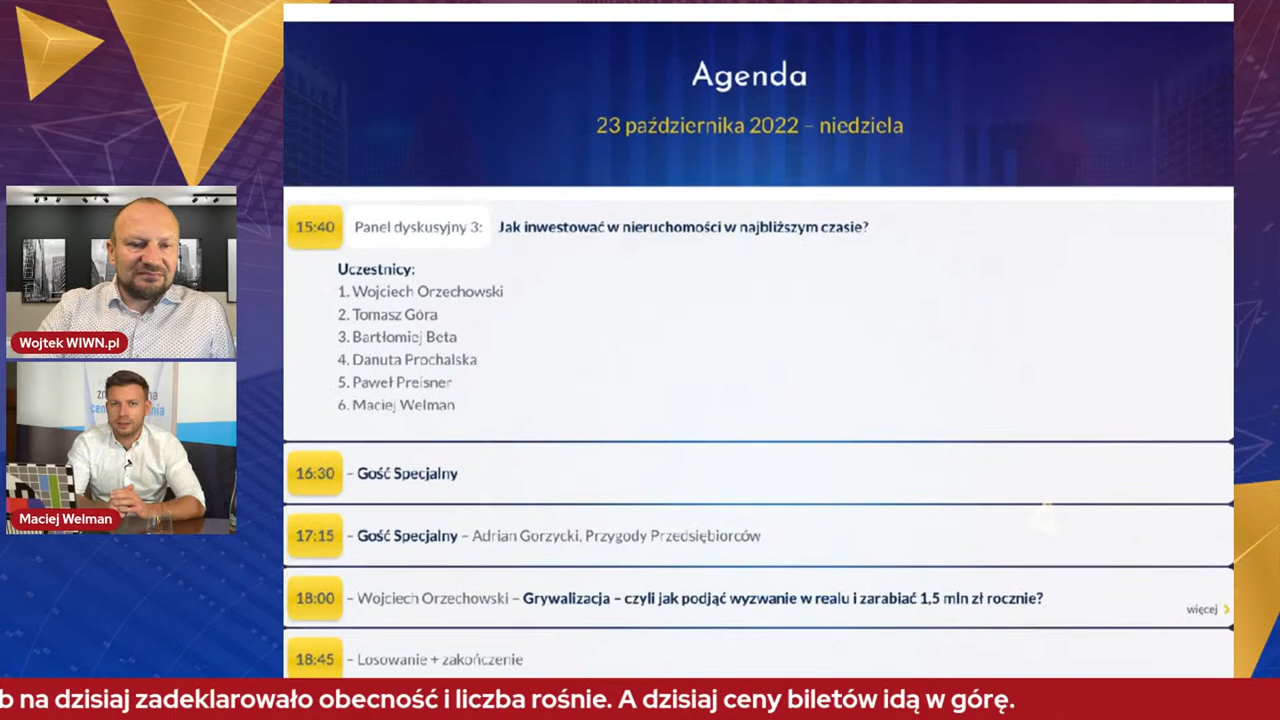 Agenda
23 października 2022 – niedziela
15:40 Panel dyskusyjny 3: Jak inwestować w nieruchomości w najbliższym czasie?
Uczestnicy:
1. Wojciech Orzechowski
2. Tomasz Góra
3. Bartłomiej Beta
4. Danuta Prochalska
5. Paweł Preisner
6. Maciej Welman
16:30 – Gość Specjalny
17:15 – Gość Specjalny – Adrian Gorzycki, Przygody Przedsiębiorców
18:00 – Wojciech Orzechowski – Grywalizacja – czyli jak podjąć wyzwanie w realu i zarabiać 1,5 mln zł rocznie?
więcej
18:45 – Losowanie + zakończenie
Wojtek WIWN.pl
Maciej Welman
b na dzisiaj zadeklarowało obecność i liczba rośnie. A dzisiaj ceny biletów idą w górę.